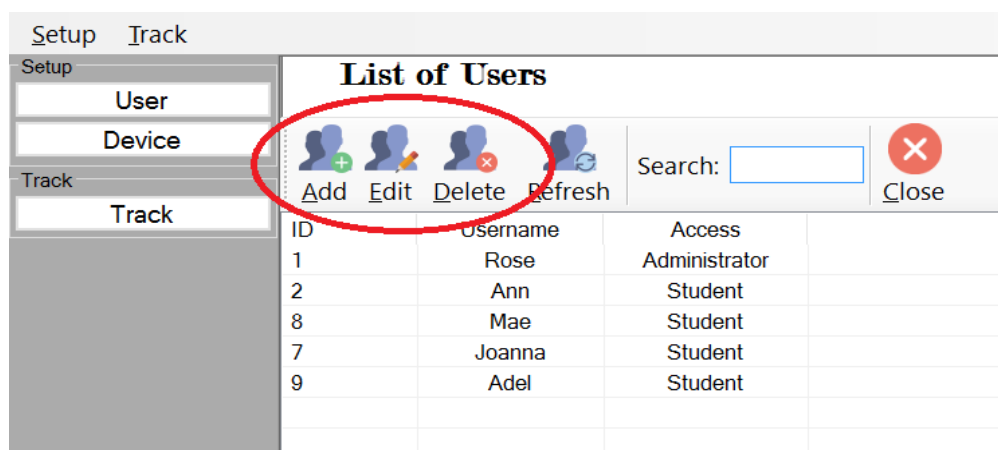 Setup Track
Setup
User
Device
Track
Track
List of Users
Add Edit Delete Refresh Search: Close
ID Username Access
1 Rose Administrator
2 Ann Student
8 Mae Student
7 Joanna Student
9 Adel Student